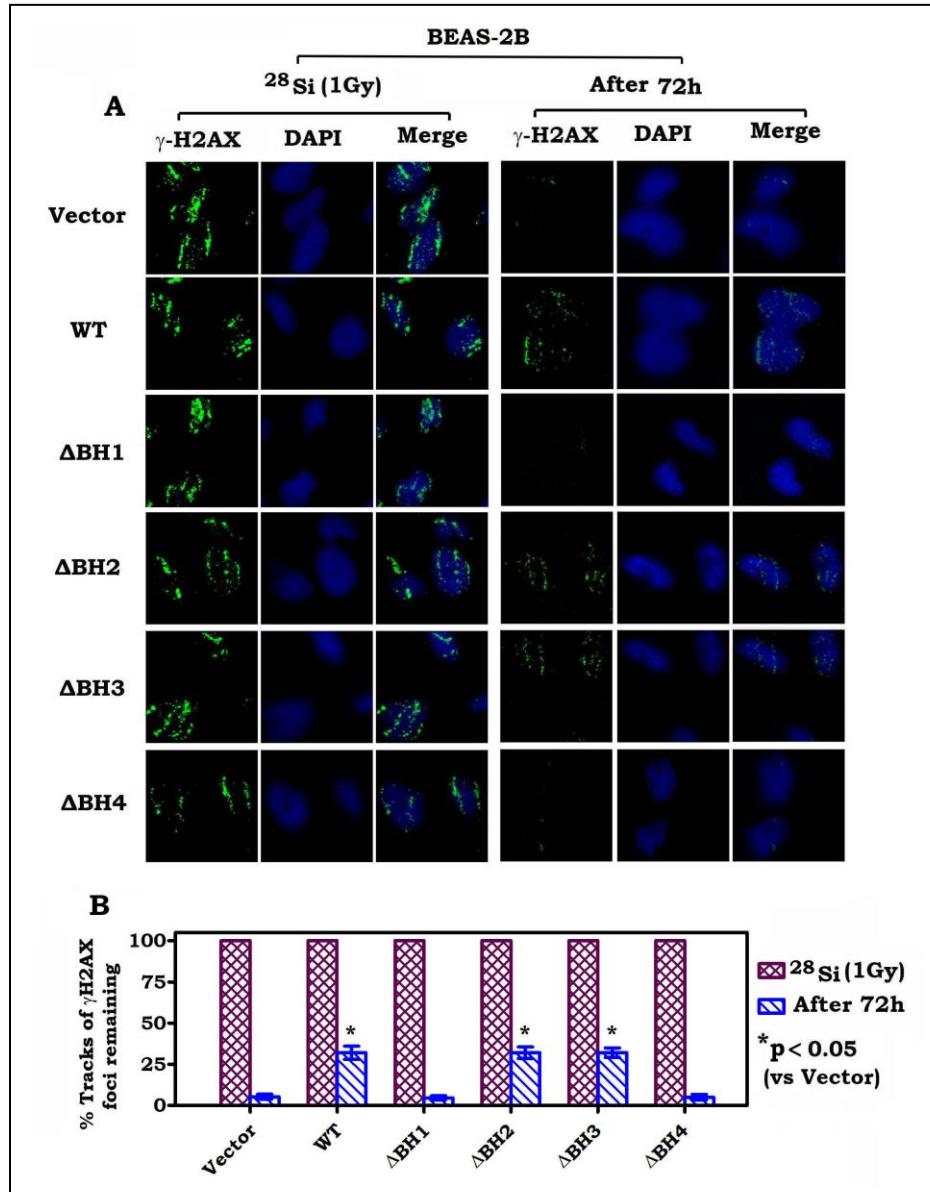 BEAS-2B
²⁸Si (1Gy) After 72h
A
γ-H2AX DAPI Merge γ-H2AX DAPI Merge
Vector
WT
ΔBH1
ΔBH2
ΔBH3
ΔBH4
B
% Tracks of γH2AX
foci remaining
100
75
50
25
0
* * *
Vector WT ΔBH1 ΔBH2 ΔBH3 ΔBH4
²⁸Si (1Gy)
After 72h
*p < 0.05
(vs Vector)